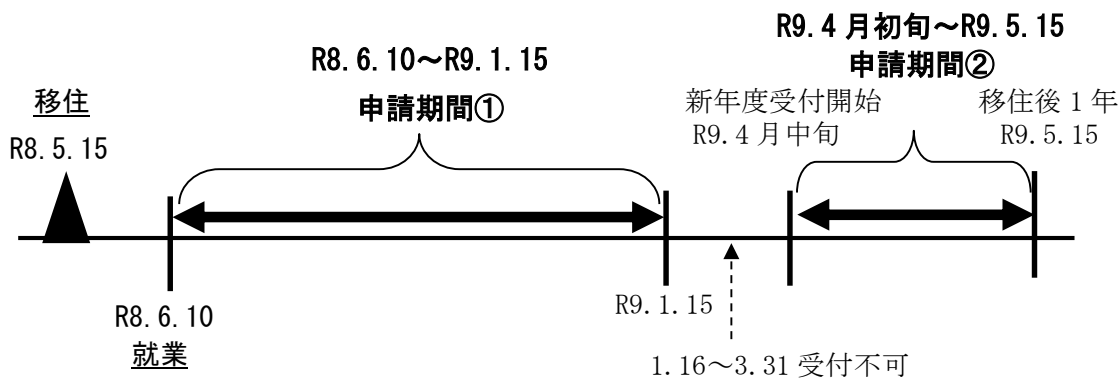 R9.4月初旬～R9.5.15
申請期間②
R8.6.10～R9.1.15
申請期間①
移住
R8.5.15
新年度受付開始
R9.4月中旬
移住後1年
R9.5.15
R8.6.10
就業
R9.1.15
1.16～3.31受付不可